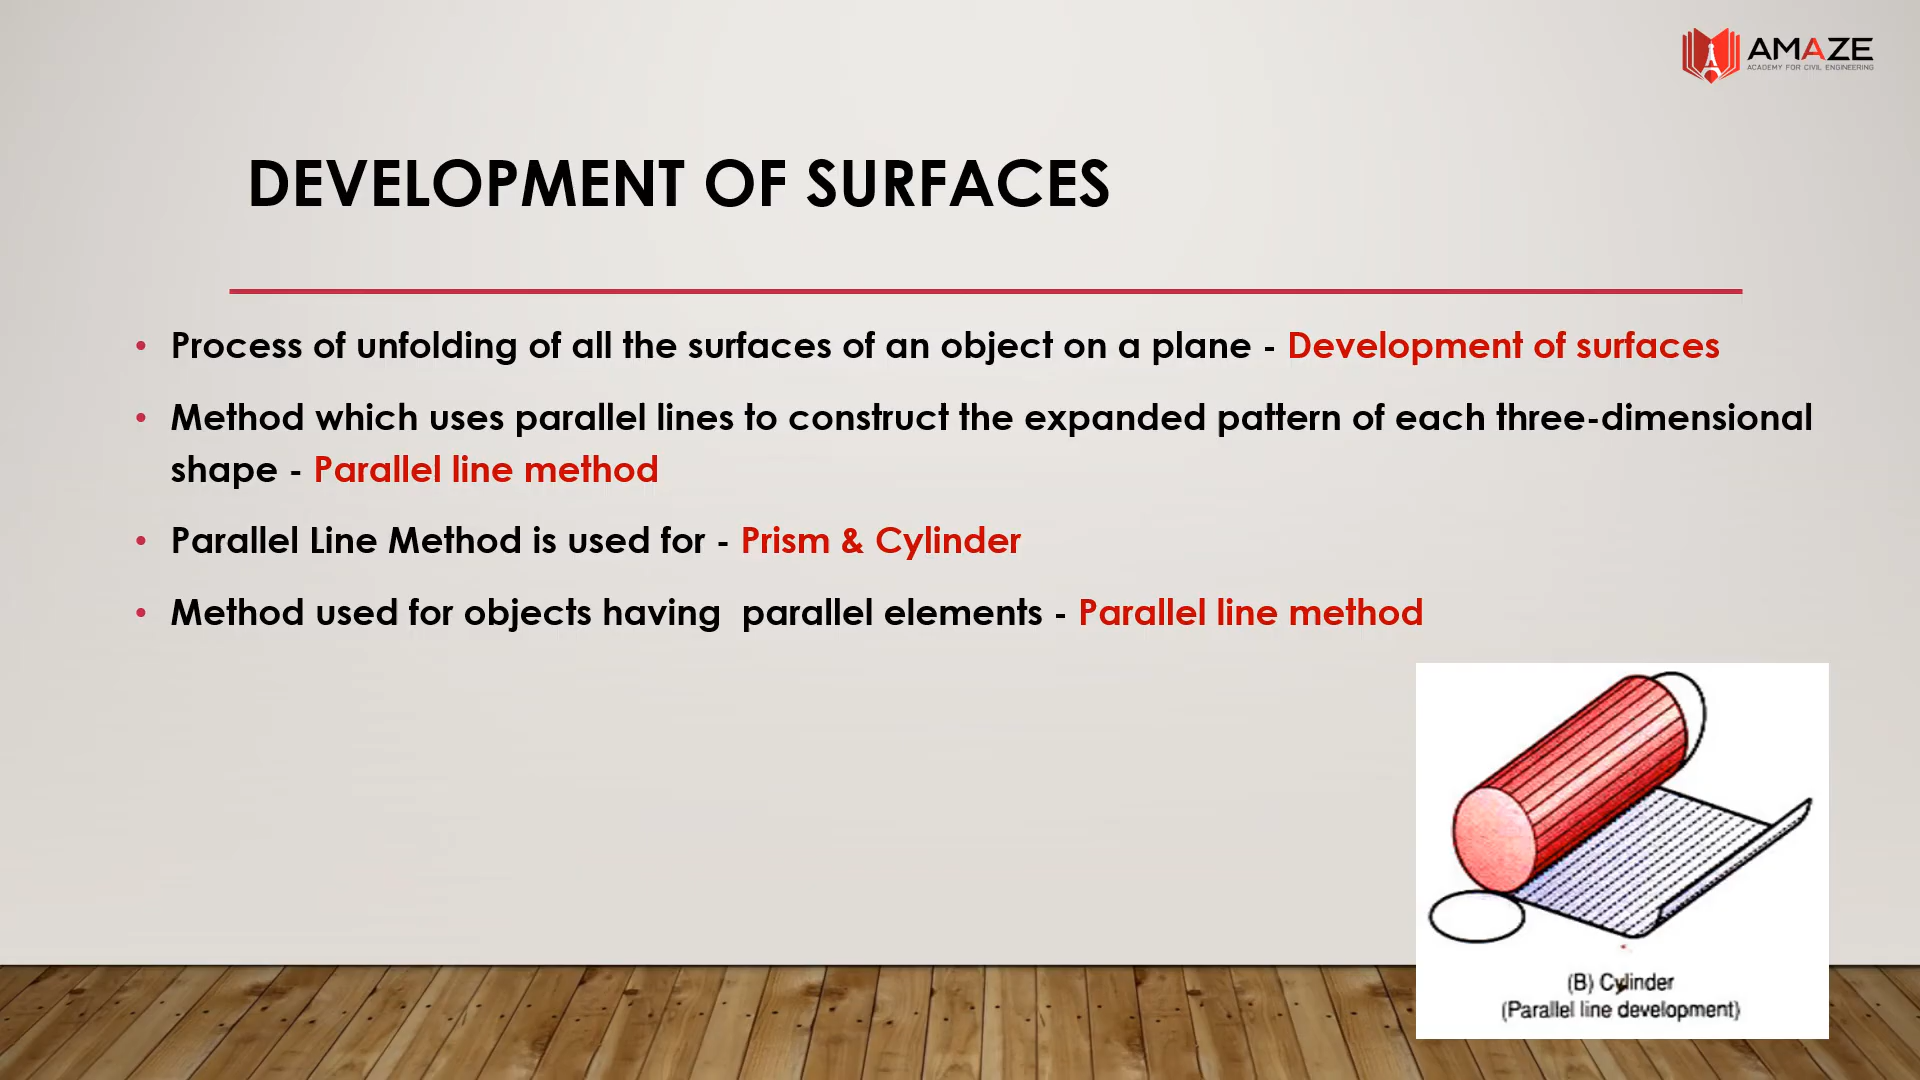 AMAZE
ACADEMY FOR CIVIL ENGINEERING
DEVELOPMENT OF SURFACES
• Process of unfolding of all the surfaces of an object on a plane - Development of surfaces
• Method which uses parallel lines to construct the expanded pattern of each three-dimensional
shape - Parallel line method
• Parallel Line Method is used for - Prism & Cylinder
• Method used for objects having  parallel elements - Parallel line method
(B) Cylinder
(Parallel line development)